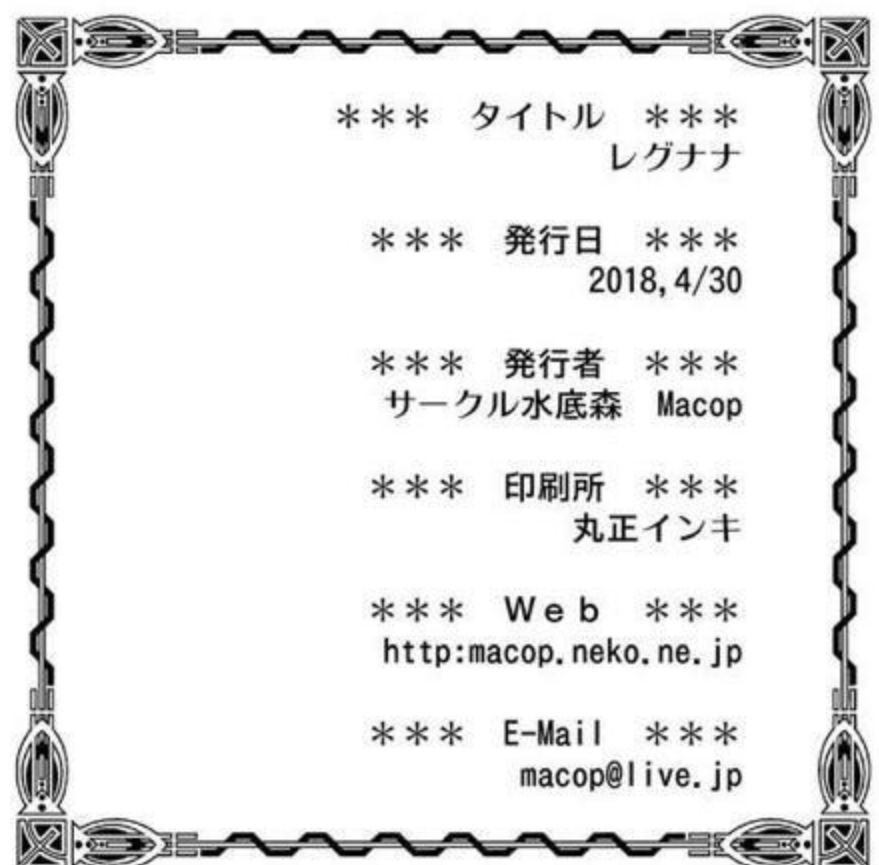 ＊＊＊　タイトル　＊＊＊
レグナナ
＊＊＊　発行日　＊＊＊
2018,4/30
＊＊＊　発行者　＊＊＊
サークル水底森　Macop
＊＊＊　印刷所　＊＊＊
丸正インキ
＊＊＊　Ｗｅｂ　＊＊＊
http:macop.neko.ne.jp
＊＊＊　E-Mail　＊＊＊
macop@live.jp